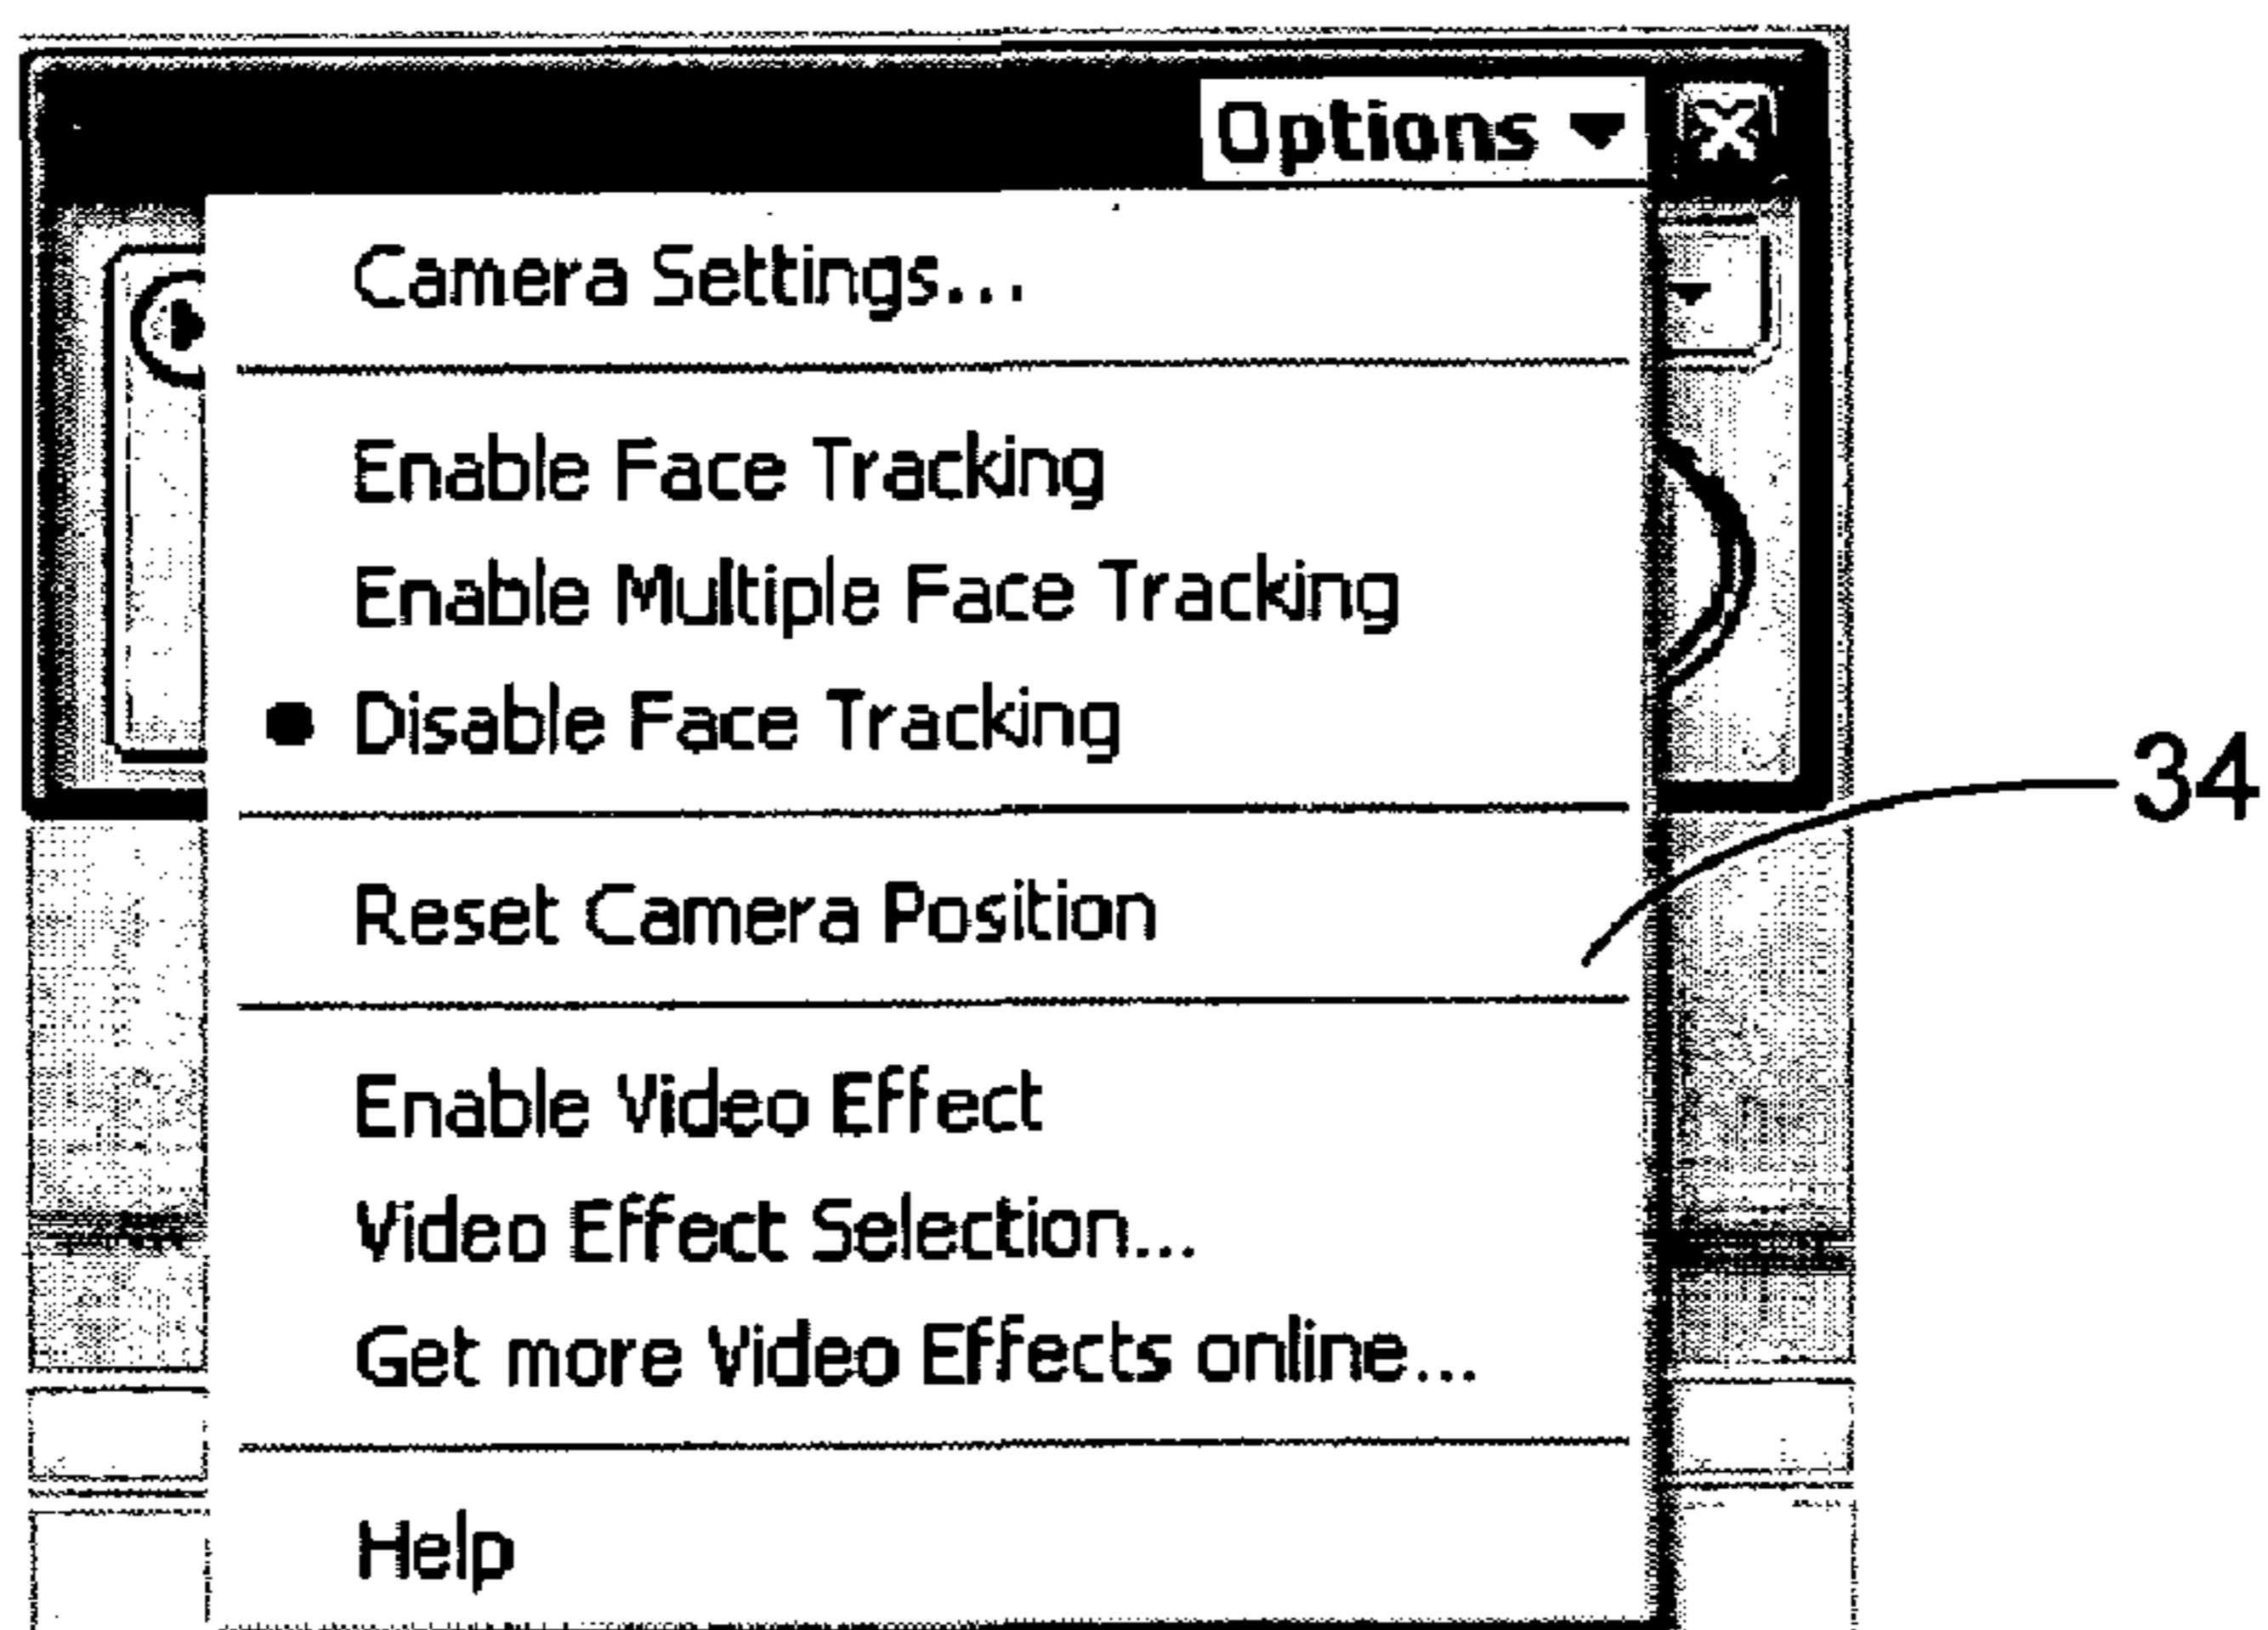 Options
Camera Settings...
Enable Face Tracking
Enable Multiple Face Tracking
Disable Face Tracking
34
Reset Camera Position
Enable Video Effect
Video Effect Selection...
Get more Video Effects online...
Help